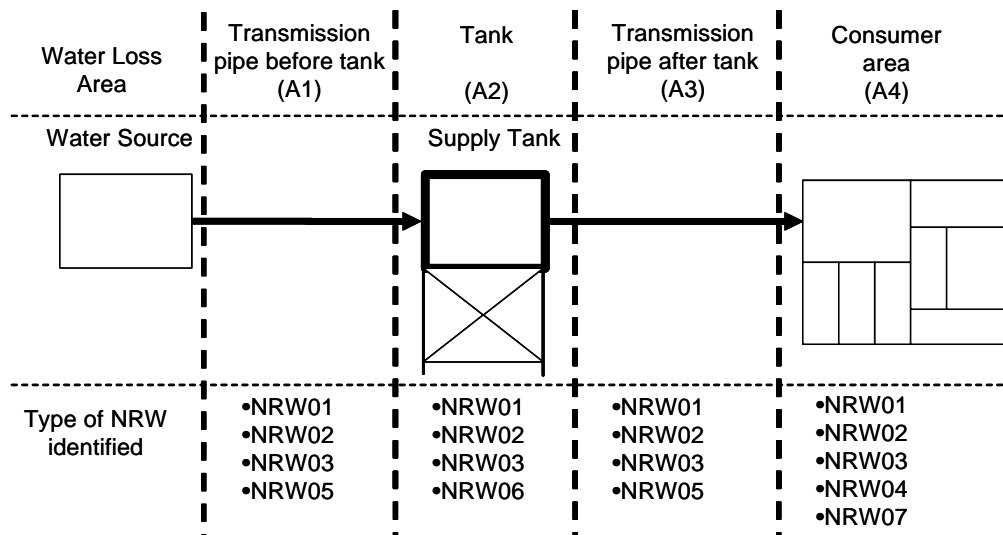 Water Loss
Area
Transmission
pipe before tank
(A1)
Tank
(A2)
Transmission
pipe after tank
(A3)
Consumer
area
(A4)
Water Source
Supply Tank
Type of NRW
identified
•NRW01
•NRW02
•NRW03
•NRW05
•NRW01
•NRW02
•NRW03
•NRW06
•NRW01
•NRW02
•NRW03
•NRW05
•NRW01
•NRW02
•NRW03
•NRW04
•NRW07